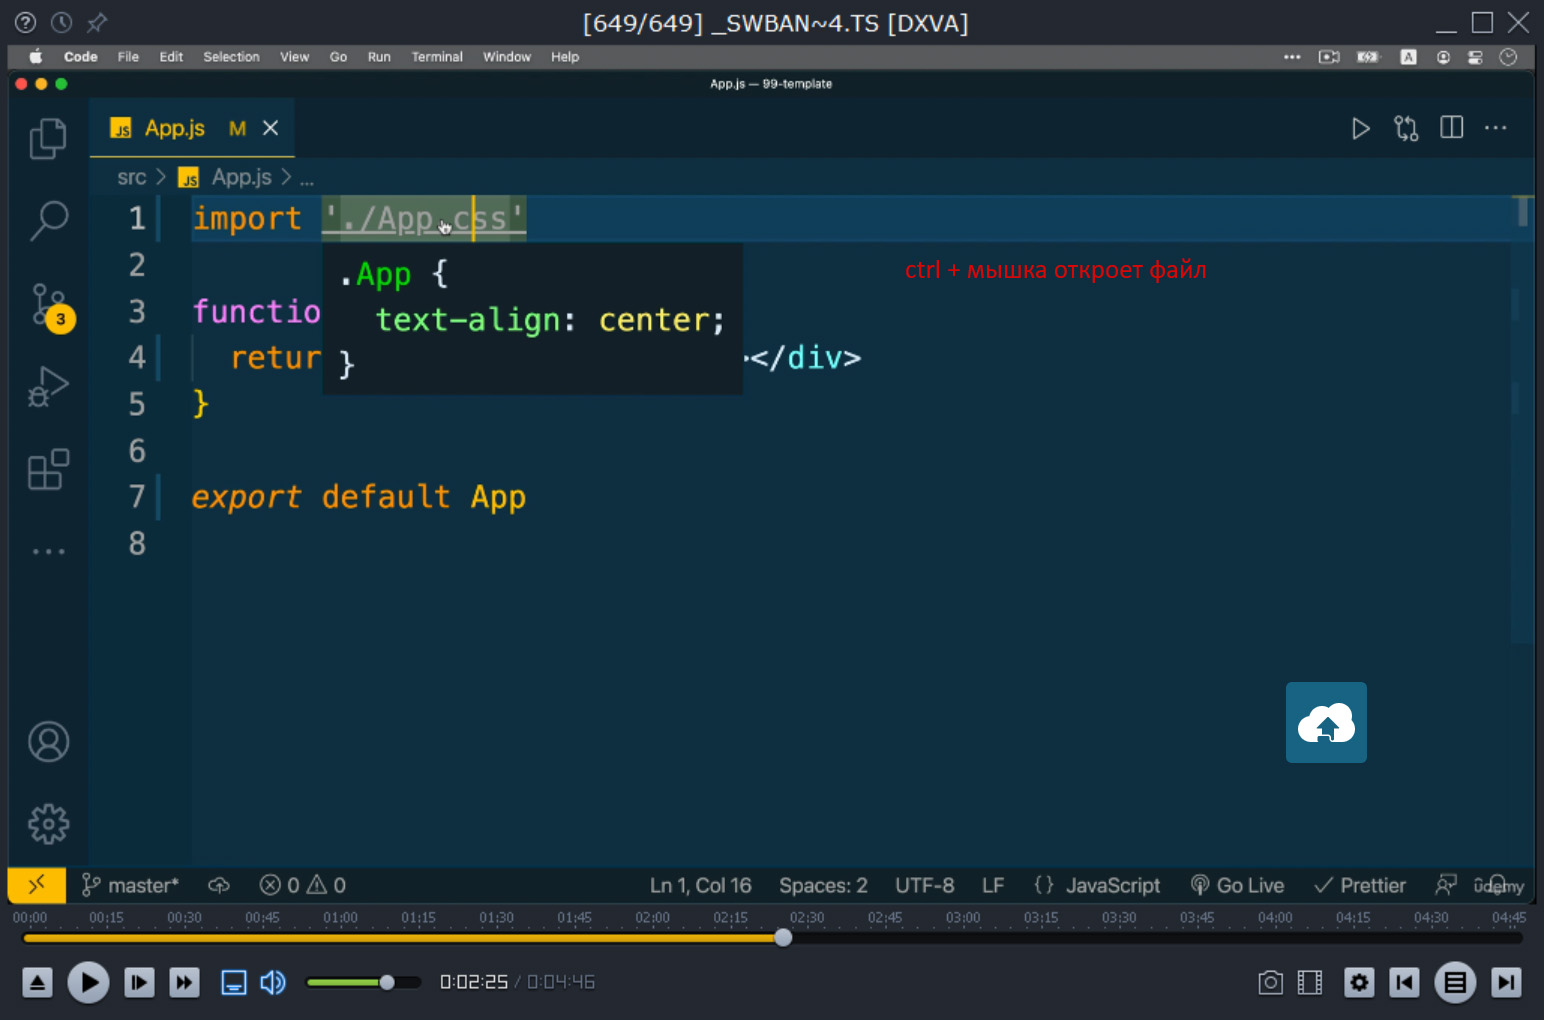 [649/649] _SWBAN~4.TS [DXVA]
Code File Edit Selection View Go Run Terminal Window Help
A
App.js — 99-template
JS App.js M
src > JS App.js > ...
1 import './App.css'
2
ctrl + мышка откроет файл
.App {
text-align: center;
}
3 functio
4 retur ></div>
5 }
6
7 export default App
8
3
master* 0 0 Ln 1, Col 16 Spaces: 2 UTF-8 LF {} JavaScript Go Live Prettier
00:00 00:15 00:30 00:45 01:00 01:15 01:30 01:45 02:00 02:15 02:30 02:45 03:00 03:15 03:30 03:45 04:00 04:15 04:30 04:45
0:02:25 / 0:04:46